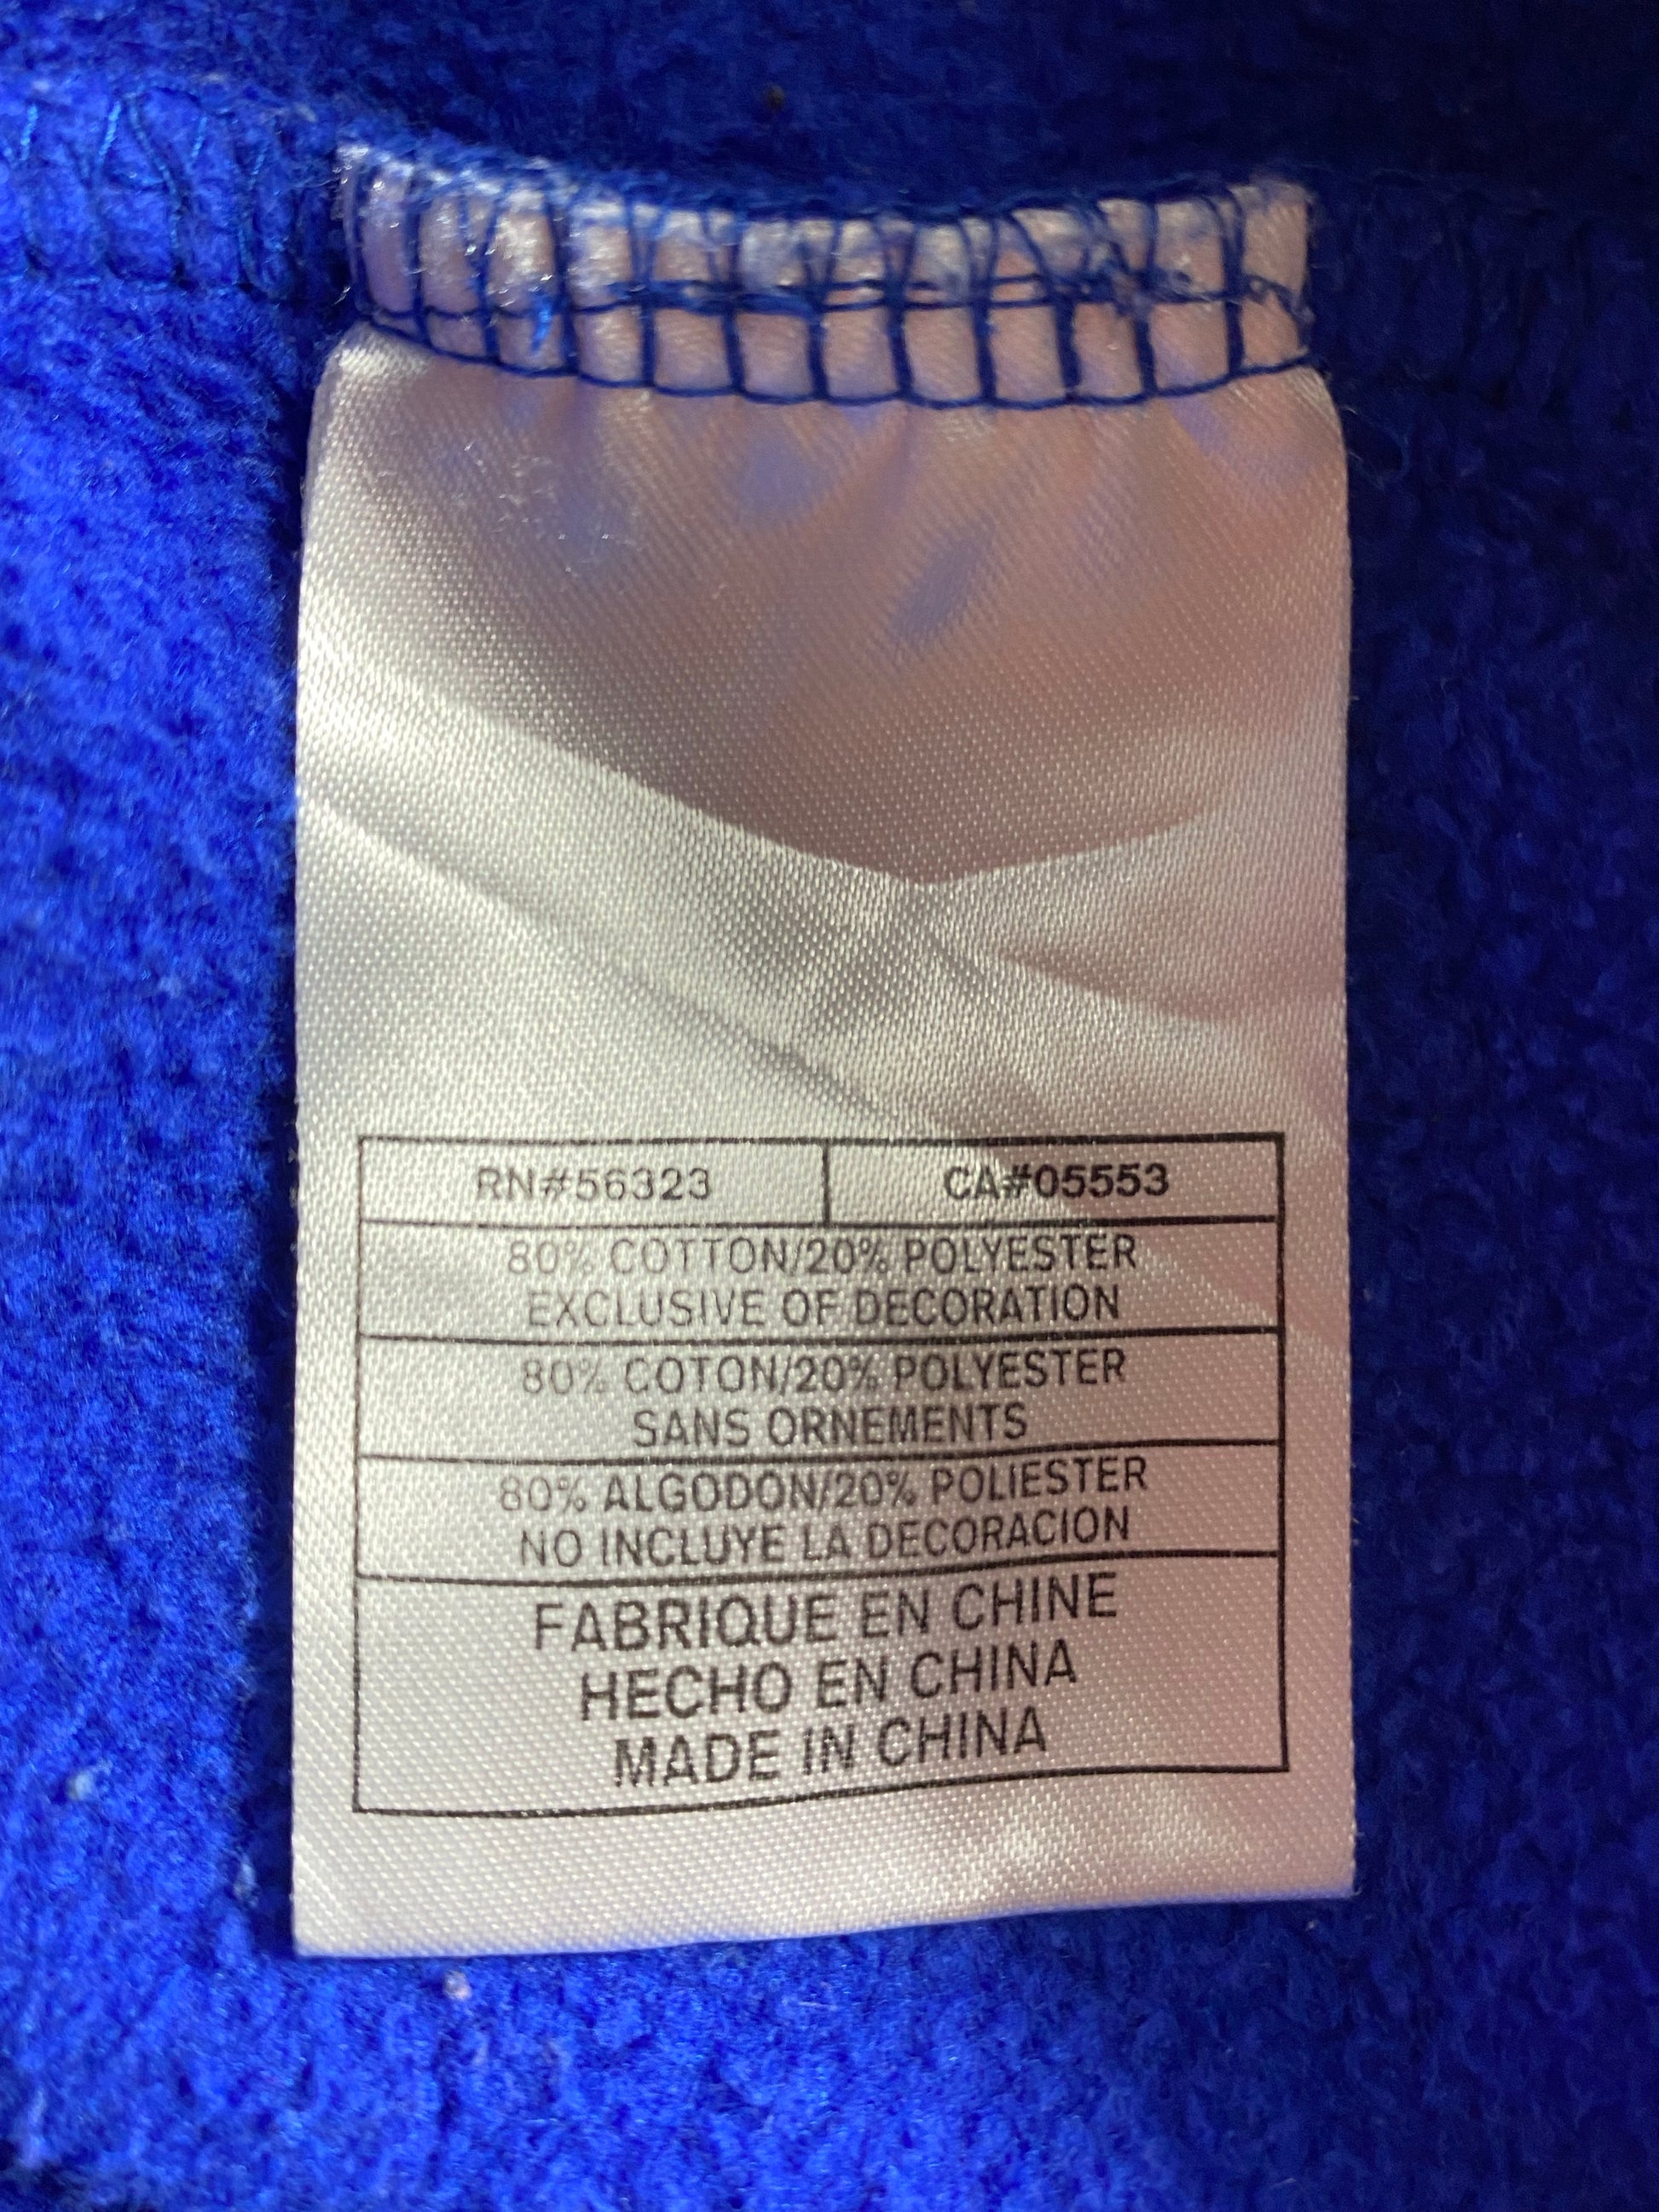 RN#56323 CA#05553
80% COTTON/20% POLYESTER
EXCLUSIVE OF DECORATION
80% COTON/20% POLYESTER
SANS ORNEMENTS
80% ALGODON/20% POLIESTER
NO INCLUYE LA DECORACION
FABRIQUE EN CHINE
HECHO EN CHINA
MADE IN CHINA